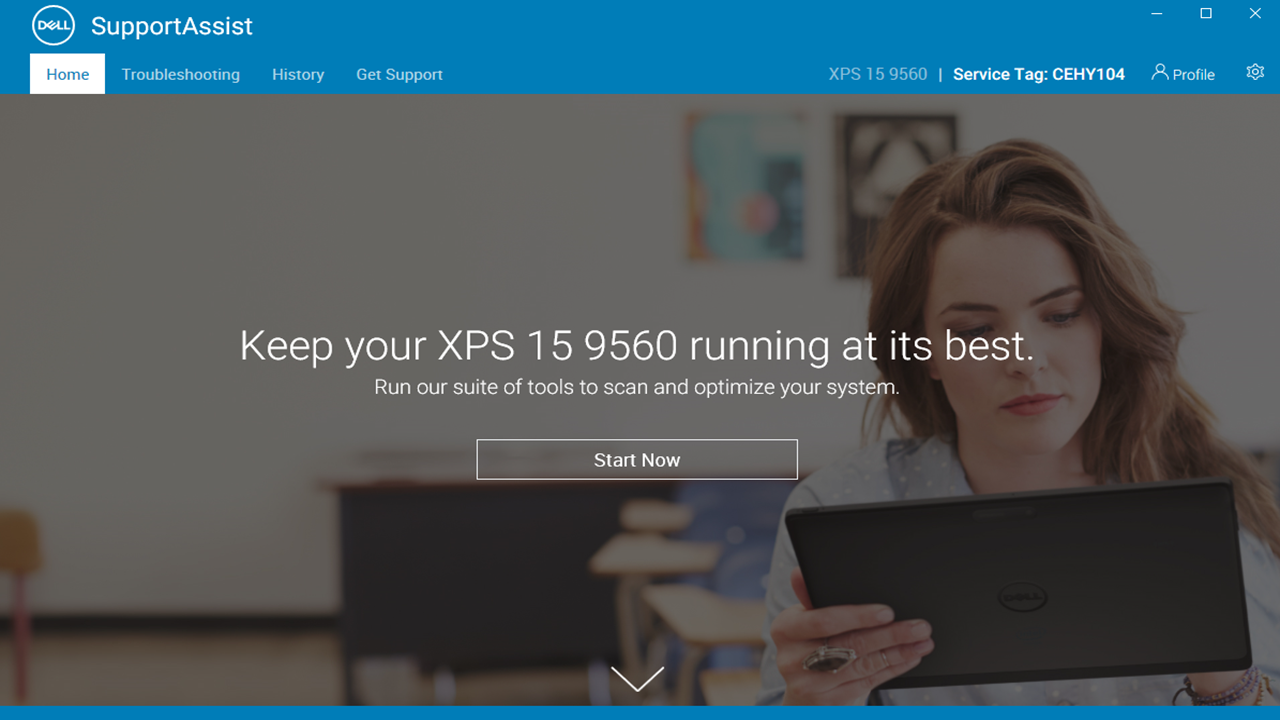 DELL SupportAssist
Home Troubleshooting History Get Support XPS 15 9560 | Service Tag: CEHY104 Profile
Keep your XPS 15 9560 running at its best.
Run our suite of tools to scan and optimize your system.
Start Now
DELL